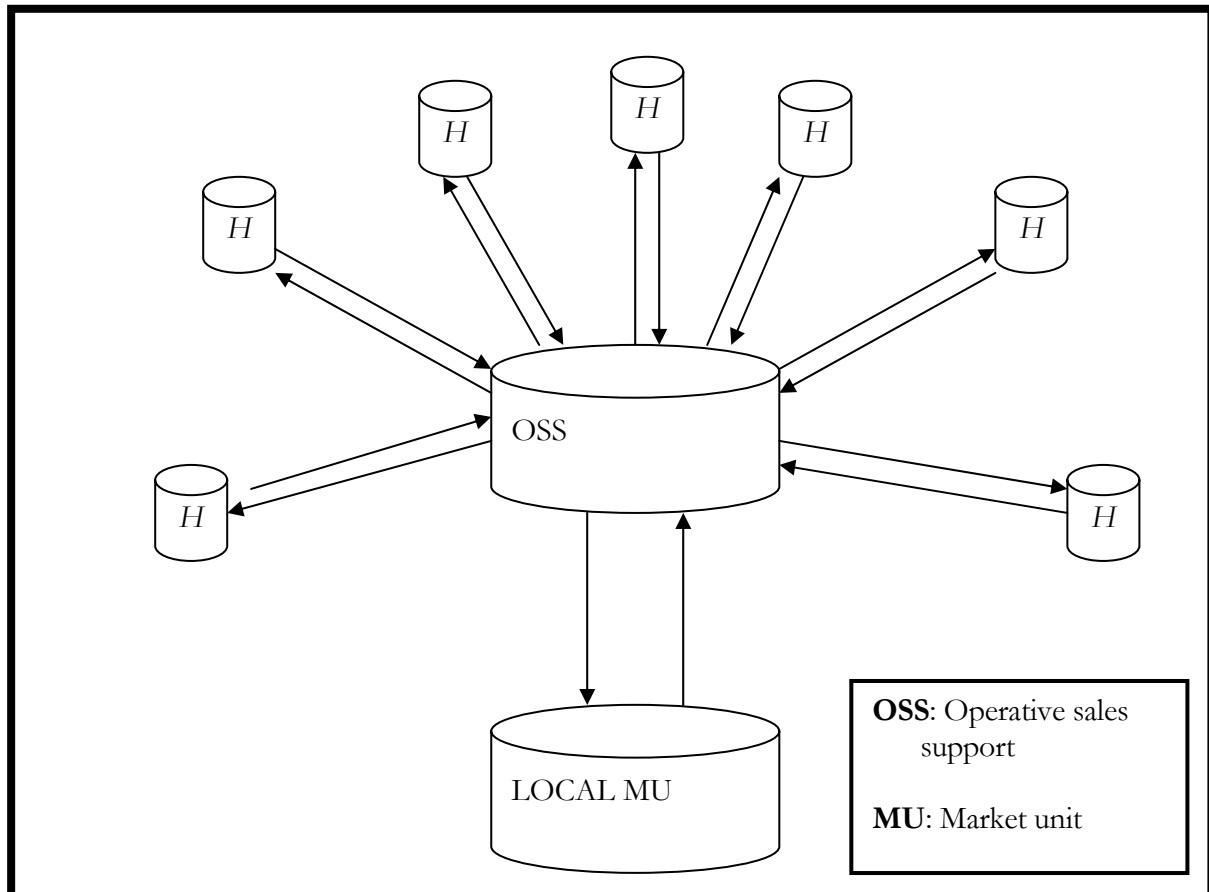 H
H
H
H
H
H
H
OSS
LOCAL MU
OSS: Operative sales
support
MU: Market unit